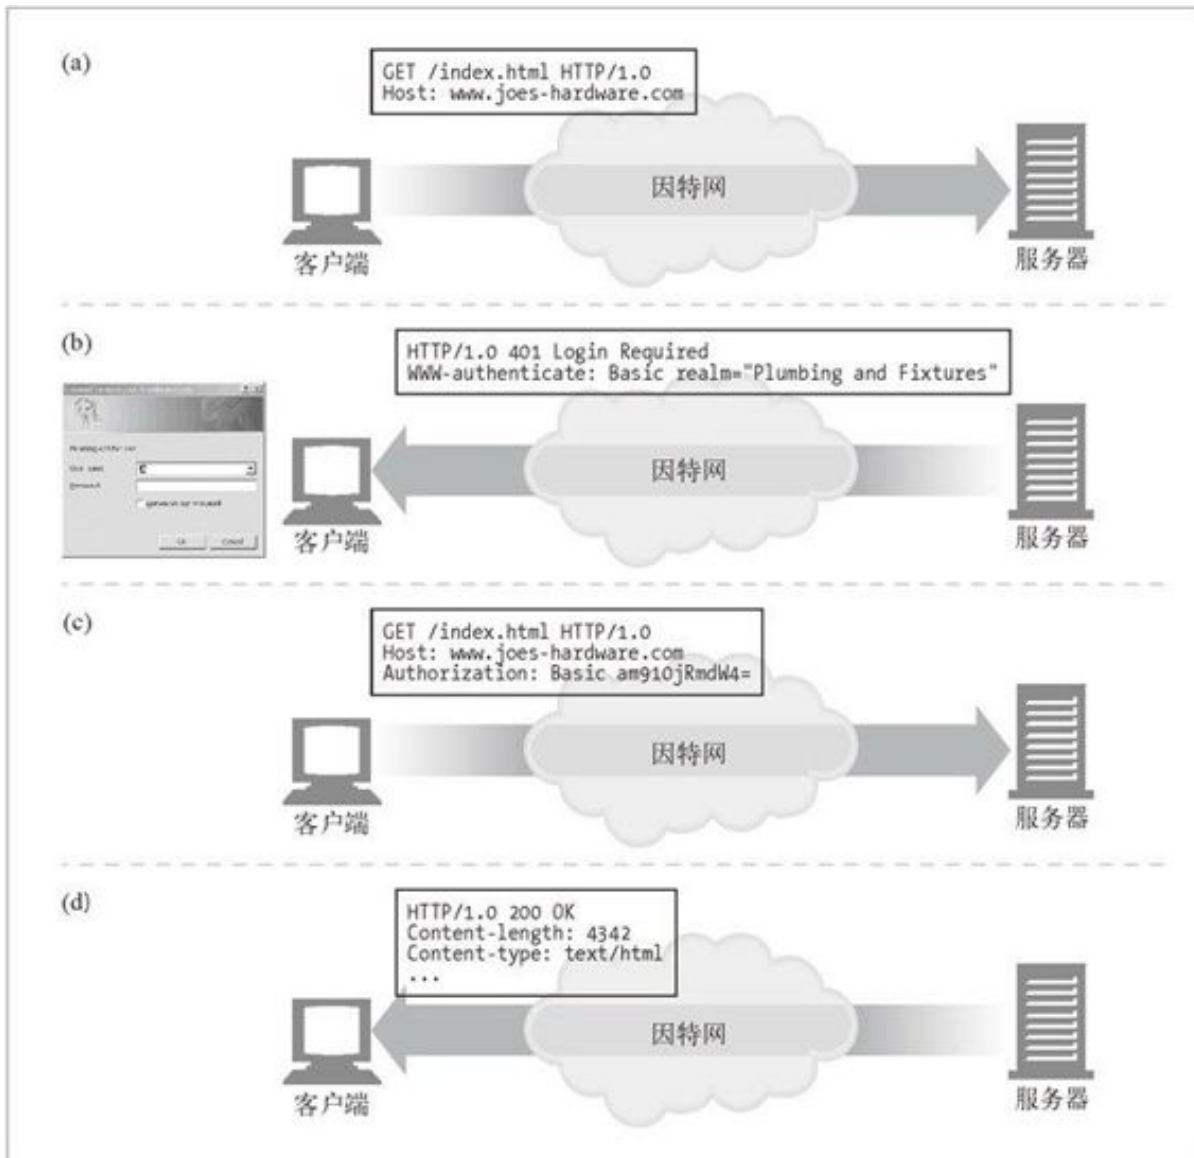 (a)
GET /index.html HTTP/1.0
Host: www.joes-hardware.com
因特网
客户端
服务器
(b)
HTTP/1.0 401 Login Required
WWW-authenticate: Basic realm="Plumbing and Fixtures"
因特网
客户端
服务器
(c)
GET /index.html HTTP/1.0
Host: www.joes-hardware.com
Authorization: Basic am910jRmdW4=
因特网
客户端
服务器
(d)
HTTP/1.0 200 OK
Content-length: 4342
Content-type: text/html
...
因特网
客户端
服务器